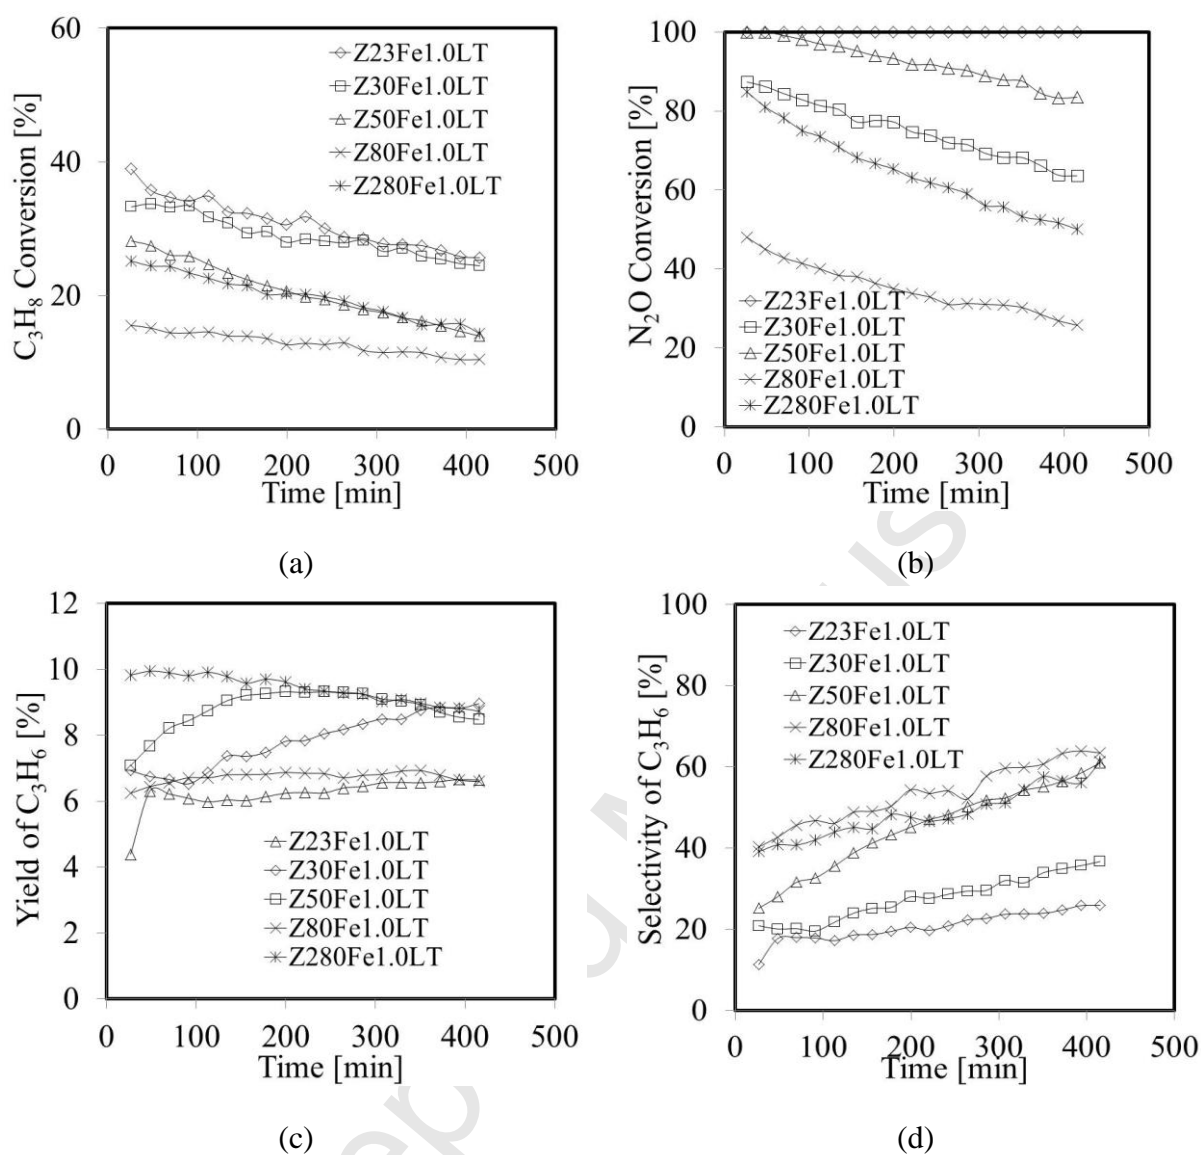 60
40
20
0
C3H8 Conversion [%]
Z23Fe1.0LT
Z30Fe1.0LT
Z50Fe1.0LT
Z80Fe1.0LT
Z280Fe1.0LT
0 100 200 300 400 500
Time [min]
(a)
100
80
60
40
20
0
N2O Conversion [%]
Z23Fe1.0LT
Z30Fe1.0LT
Z50Fe1.0LT
Z80Fe1.0LT
Z280Fe1.0LT
0 100 200 300 400 500
Time [min]
(b)
12
10
8
6
4
2
0
Yield of C3H6 [%]
Z23Fe1.0LT
Z30Fe1.0LT
Z50Fe1.0LT
Z80Fe1.0LT
Z280Fe1.0LT
0 100 200 300 400 500
Time [min]
(c)
100
80
60
40
20
0
Selectivity of C3H6 [%]
Z23Fe1.0LT
Z30Fe1.0LT
Z50Fe1.0LT
Z80Fe1.0LT
Z280Fe1.0LT
0 100 200 300 400 500
Time [min]
(d)